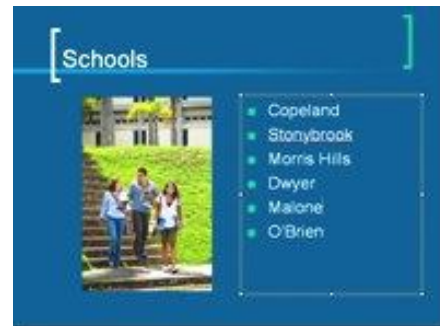 Schools
Copeland
Stonybrook
Morris Hills
Dwyer
Malone
O'Brien